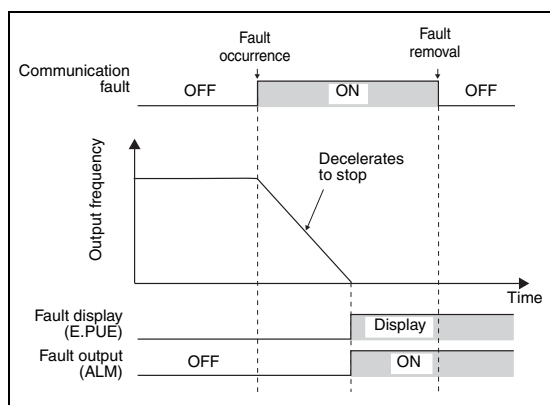 Fault
occurrence
Fault
removal
Communication
fault
OFF
ON
OFF
Output frequency
Decelerates
to stop
Time
Fault display
(E.PUE)
Display
Fault output
(ALM)
OFF
ON